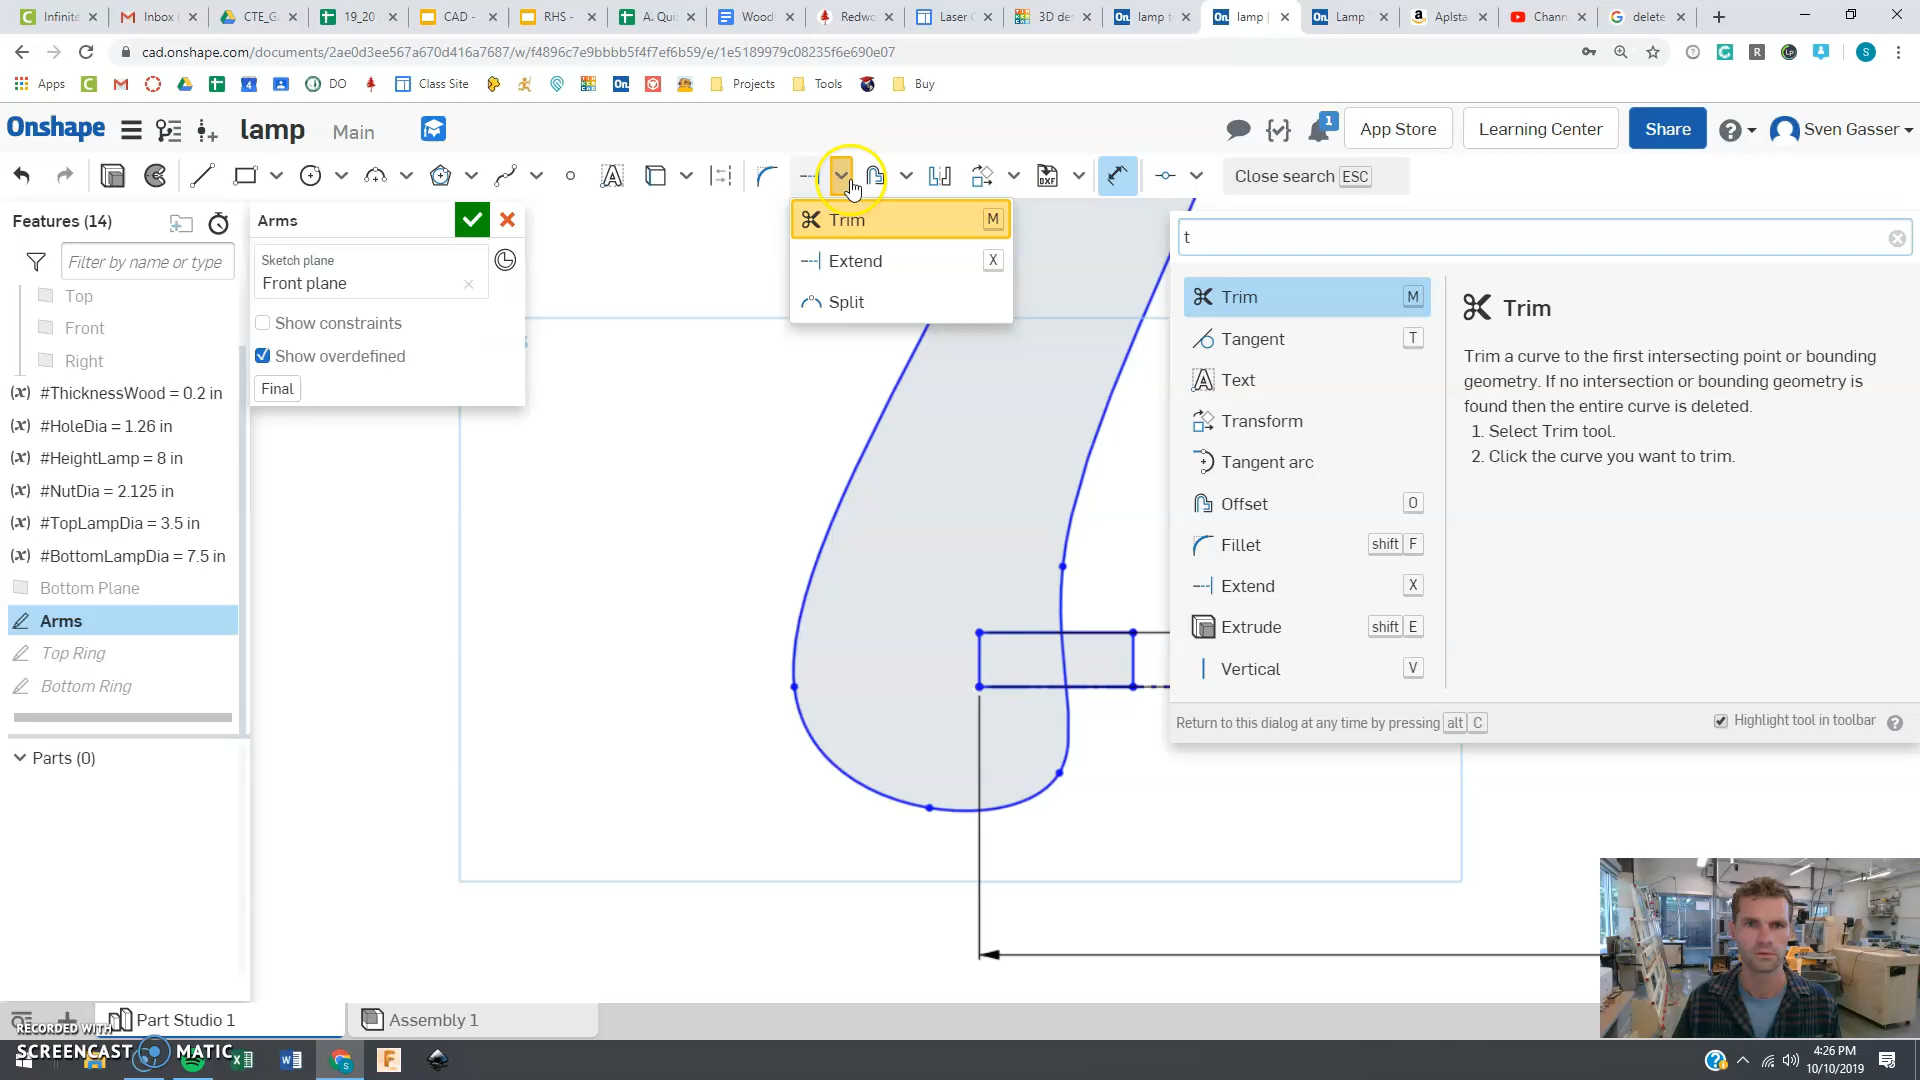 Infinite
Inbox (
CTE_G
19_20
CAD -
RHS -
A. Qui
Wood
Redwo
Laser C
3D de
lamp t
lamp |
Lamp
Aplsta
Chann
delete
cad.onshape.com/documents/2ae0d3ee567a670d416a7687/w/f4896c7e9bbbb5f4f7ef6b59/e/1e5189979c08235f6e690e07
Apps
DO
Class Site
Projects
Tools
Buy
Onshape
lamp
Main
1
App Store
Learning Center
Share
Sven Gasser
Close search ESC
Features (14)
Filter by name or type
Top
Front
Right
(x) #ThicknessWood = 0.2 in
(x) #HoleDia = 1.26 in
(x) #HeightLamp = 8 in
(x) #NutDia = 2.125 in
(x) #TopLampDia = 3.5 in
(x) #BottomLampDia = 7.5 in
Bottom Plane
Arms
Top Ring
Bottom Ring
Parts (0)
Arms
Sketch plane
Front plane
Show constraints
Show overdefined
Final
Trim M
Extend X
Split
t
Trim M
Tangent T
Text
Transform
Tangent arc
Offset O
Fillet shift F
Extend X
Extrude shift E
Vertical V
Trim
Trim a curve to the first intersecting point or bounding
geometry. If no intersection or bounding geometry is
found then the entire curve is deleted.
1. Select Trim tool.
2. Click the curve you want to trim.
Return to this dialog at any time by pressing alt C
Highlight tool in toolbar
Part Studio 1
Assembly 1
RECORDED WITH
SCREENCAST MATIC
4:26 PM
10/10/2019